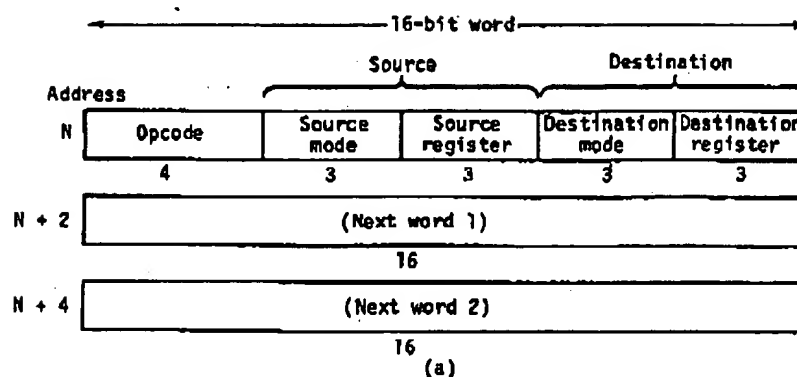 16-bit word
Source Destination
Address
N Opcode Source mode Source register Destination mode Destination register
4 3 3 3 3
N + 2 (Next word 1)
16
N + 4 (Next word 2)
16
(a)